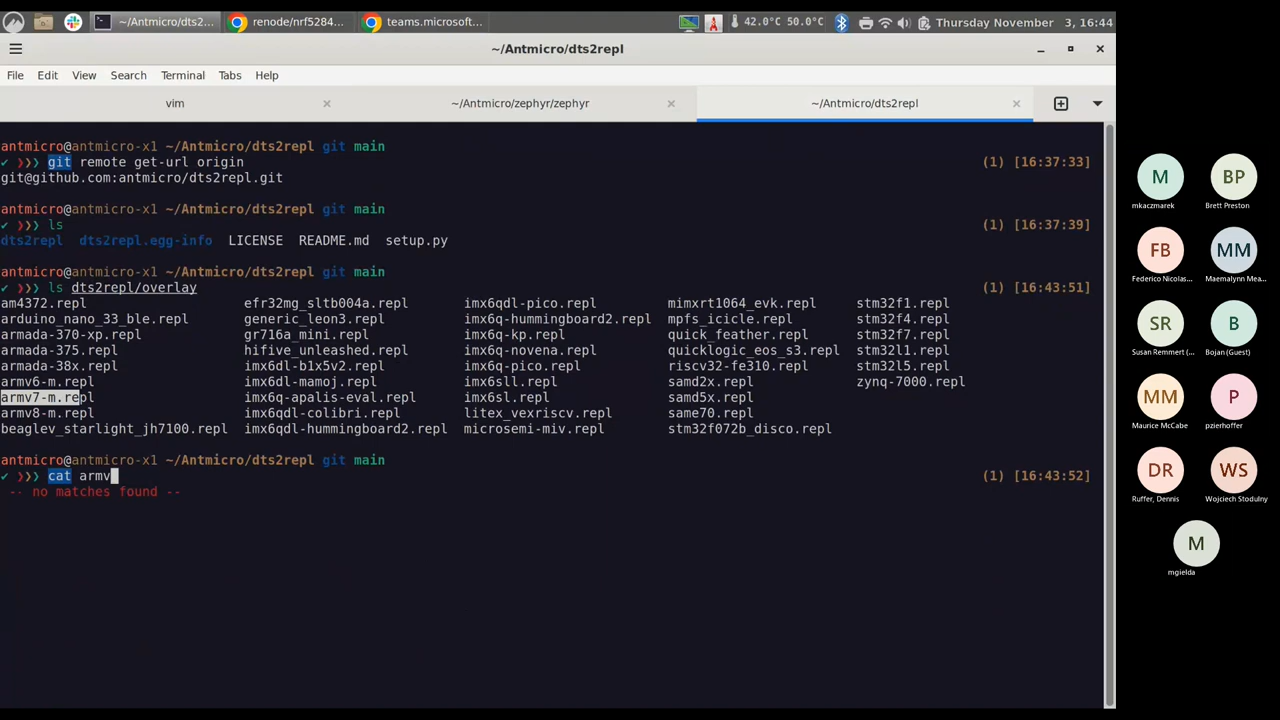 ~/Antmicro/dts2...
renode/nrf5284...
teams.microsoft...
42.0°C 50.0°C
Thursday November 3, 16:44
~/Antmicro/dts2repl
File Edit View Search Terminal Tabs Help
vim
~/Antmicro/zephyr/zephyr
~/Antmicro/dts2repl
antmicro@antmicro-x1 ~/Antmicro/dts2repl git main
✔ ❯❯❯ git remote get-url origin (1) [16:37:33]
git@github.com:antmicro/dts2repl.git
antmicro@antmicro-x1 ~/Antmicro/dts2repl git main
✔ ❯❯❯ ls (1) [16:37:39]
dts2repl dts2repl.egg-info LICENSE README.md setup.py
antmicro@antmicro-x1 ~/Antmicro/dts2repl git main
✔ ❯❯❯ ls dts2repl/overlay (1) [16:43:51]
am4372.repl efr32mg_sltb004a.repl imx6qdl-pico.repl mimxrt1064_evk.repl stm32f1.repl
arduino_nano_33_ble.repl generic_leon3.repl imx6q-hummingboard2.repl mpfs_icicle.repl stm32f4.repl
armada-370-xp.repl gr716a_mini.repl imx6q-kp.repl quick_feather.repl stm32f7.repl
armada-375.repl hifive_unleashed.repl imx6q-novena.repl quicklogic_eos_s3.repl stm32l1.repl
armada-38x.repl imx6dl-b1x5v2.repl imx6q-pico.repl riscv32-fe310.repl stm32l5.repl
armv6-m.repl imx6dl-mamoj.repl imx6sll.repl samd2x.repl zynq-7000.repl
armv7-m.repl imx6q-apalis-eval.repl imx6sl.repl samd5x.repl
armv8-m.repl imx6qdl-colibri.repl litex_vexriscv.repl same70.repl
beaglev_starlight_jh7100.repl imx6qdl-hummingboard2.repl microsemi-miv.repl stm32f072b_disco.repl
antmicro@antmicro-x1 ~/Antmicro/dts2repl git main
✔ ❯❯❯ cat armv (1) [16:43:52]
-- no matches found --
M BP
mkaczmarek Brett Preston
FB MM
Federico Nicolas... Maemalynn Mea...
SR B
Susan Remmert (... Bojan (Guest)
MM P
Maurice McCabe pzierhoffer
DR WS
Ruffer, Dennis Wojciech Stodulny
M
mgielda